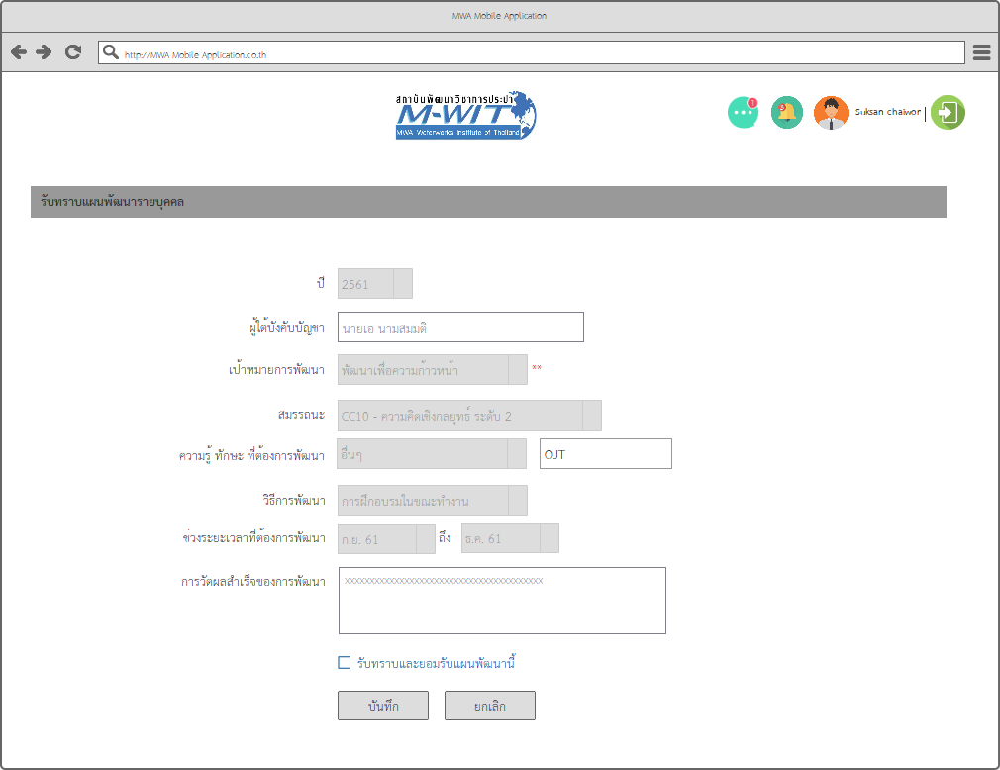 MWA Mobile Application
http://MWA Mobile Application.co.th
สถาบันพัฒนาวิชาการประปา
M-WIT
MWA Waterworks Institute of Thailand
1
Suksan chaiwor
รับทราบแผนพัฒนารายบุคคล
ปี 2561
ผู้ใต้บังคับบัญชา นายเอ นามสมมติ
เป้าหมายการพัฒนา พัฒนาเพื่อความก้าวหน้า **
สมรรถนะ CC10 - ความคิดเชิงกลยุทธ์ ระดับ 2
ความรู้ ทักษะ ที่ต้องการพัฒนา อื่นๆ OJT
วิธีการพัฒนา การฝึกอบรมในขณะทำงาน
ช่วงระยะเวลาที่ต้องการพัฒนา ก.ย. 61 ถึง ธ.ค. 61
การวัดผลสำเร็จของการพัฒนา xxxxxxxxxxxxxxxxxxxxxxxxxxxxxxxxxxxxxxxx
รับทราบและยอมรับแผนพัฒนานี้
บันทึก ยกเลิก